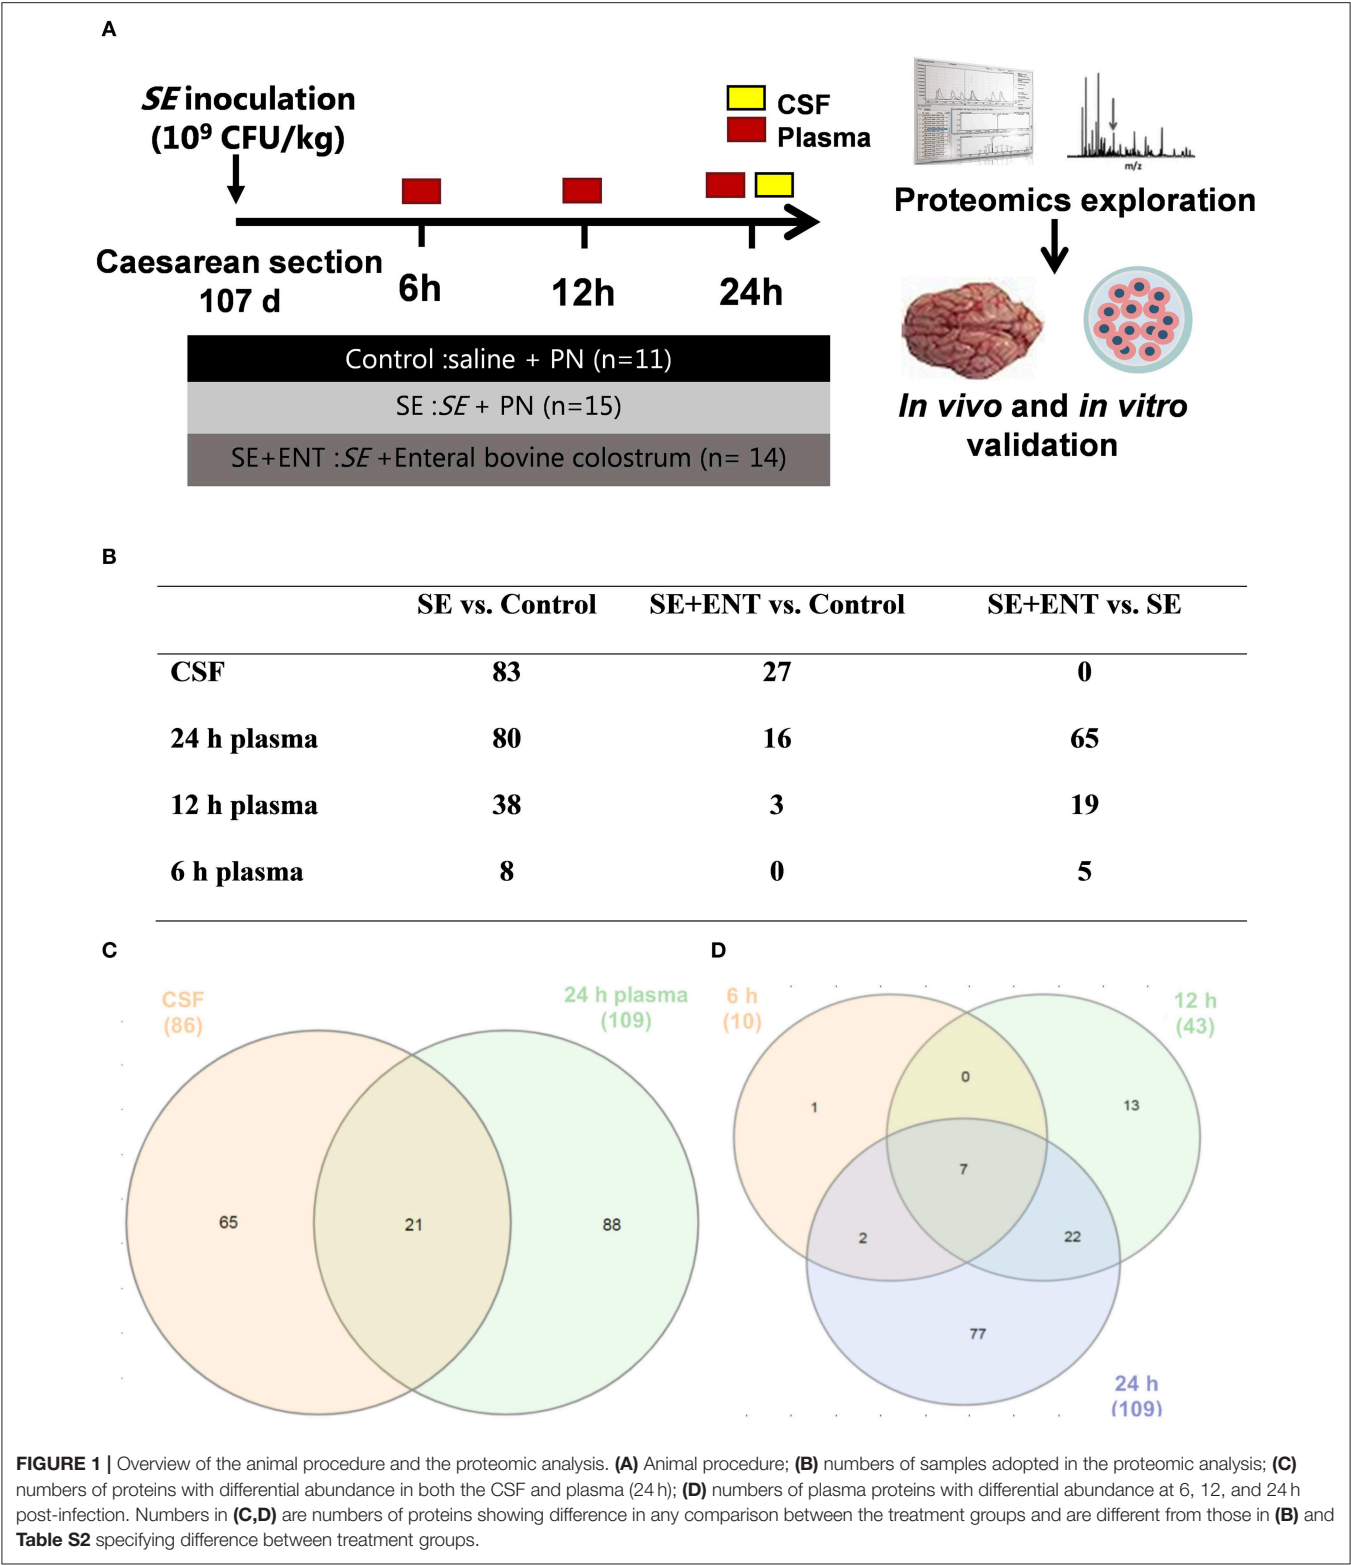 A
SE inoculation
(10⁹ CFU/kg)
CSF
Plasma
Caesarean section
107 d
6h
12h
24h
Control :saline + PN (n=11)
SE :SE + PN (n=15)
SE+ENT :SE +Enteral bovine colostrum (n= 14)
m/z
Proteomics exploration
In vivo and in vitro
validation
B
SE vs. Control SE+ENT vs. Control SE+ENT vs. SE
CSF 83 27 0
24 h plasma 80 16 65
12 h plasma 38 3 19
6 h plasma 8 0 5
C
CSF
(86)
24 h plasma
(109)
65 21 88
D
6 h
(10)
12 h
(43)
0
1 13
7
2 22
77
24 h
(109)
FIGURE 1 | Overview of the animal procedure and the proteomic analysis. (A) Animal procedure; (B) numbers of samples adopted in the proteomic analysis; (C)
numbers of proteins with differential abundance in both the CSF and plasma (24 h); (D) numbers of plasma proteins with differential abundance at 6, 12, and 24 h
post-infection. Numbers in (C,D) are numbers of proteins showing difference in any comparison between the treatment groups and are different from those in (B) and
Table S2 specifying difference between treatment groups.